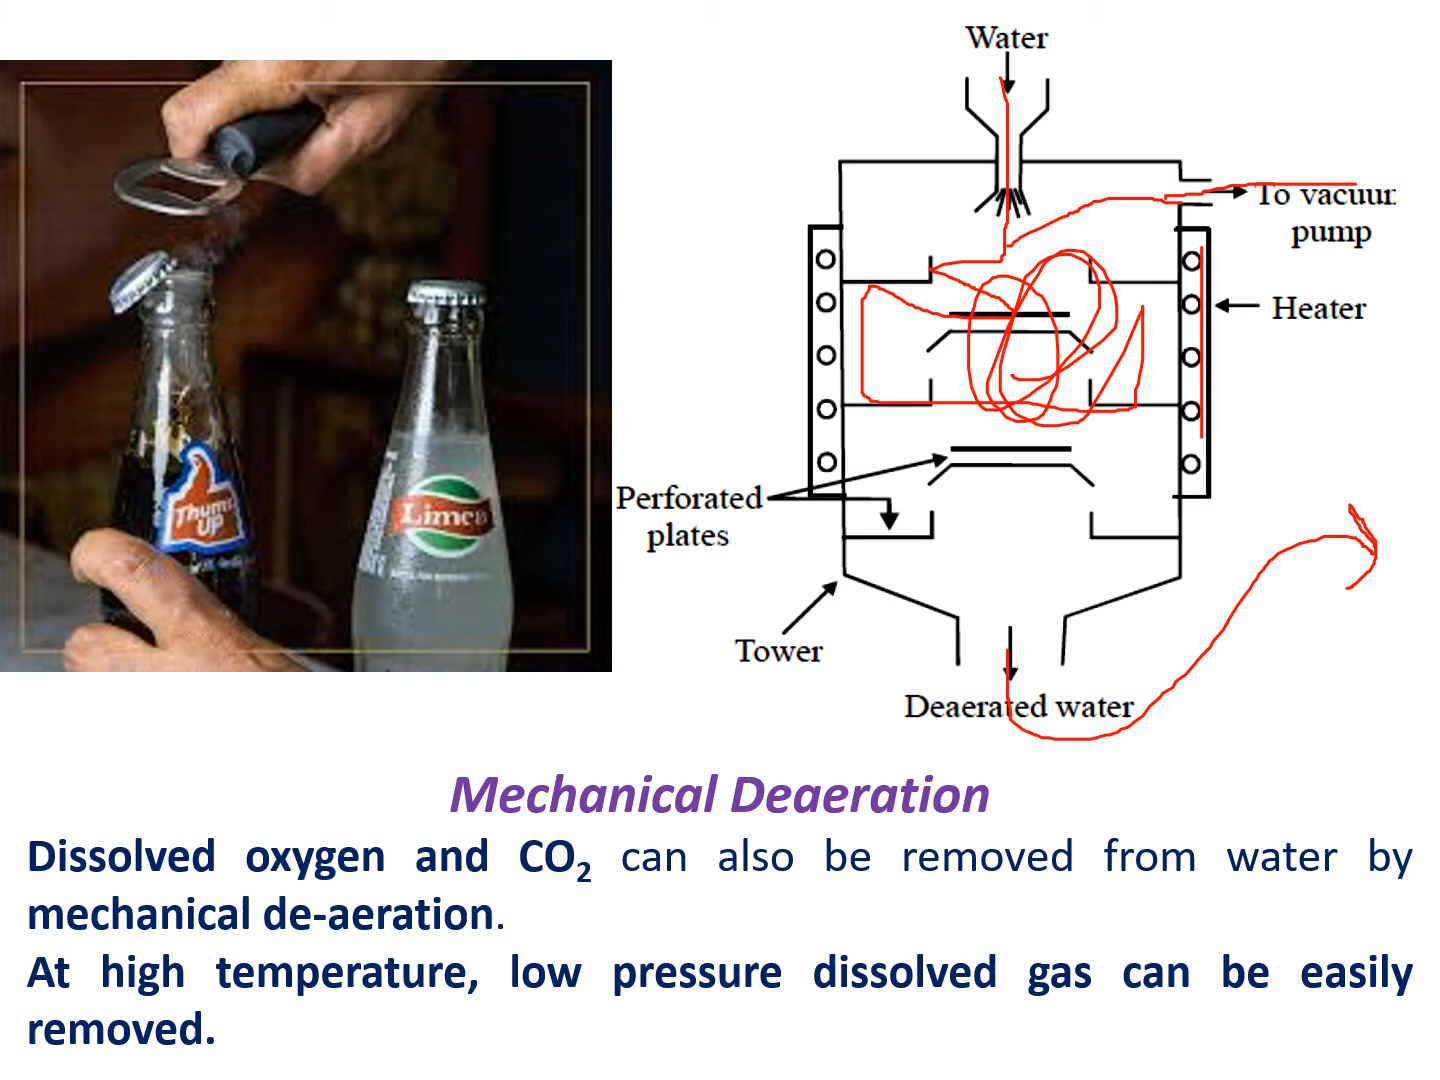 Water
To vacuum
pump
Heater
Thums
UP
Limca
Perforated
plates
Tower
Deaerated water
Mechanical Deaeration
Dissolved oxygen and CO₂ can also be removed from water by
mechanical de-aeration.
At high temperature, low pressure dissolved gas can be easily
removed.